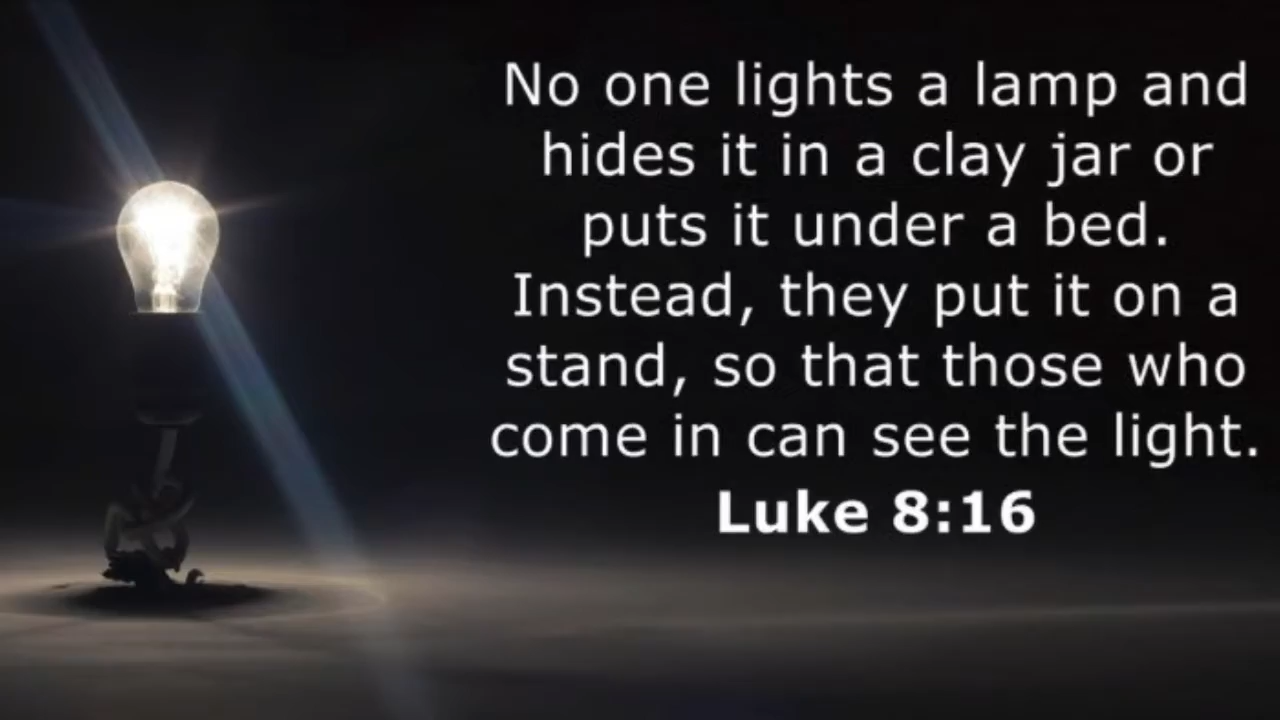 No one lights a lamp and
hides it in a clay jar or
puts it under a bed.
Instead, they put it on a
stand, so that those who
come in can see the light.
Luke 8:16